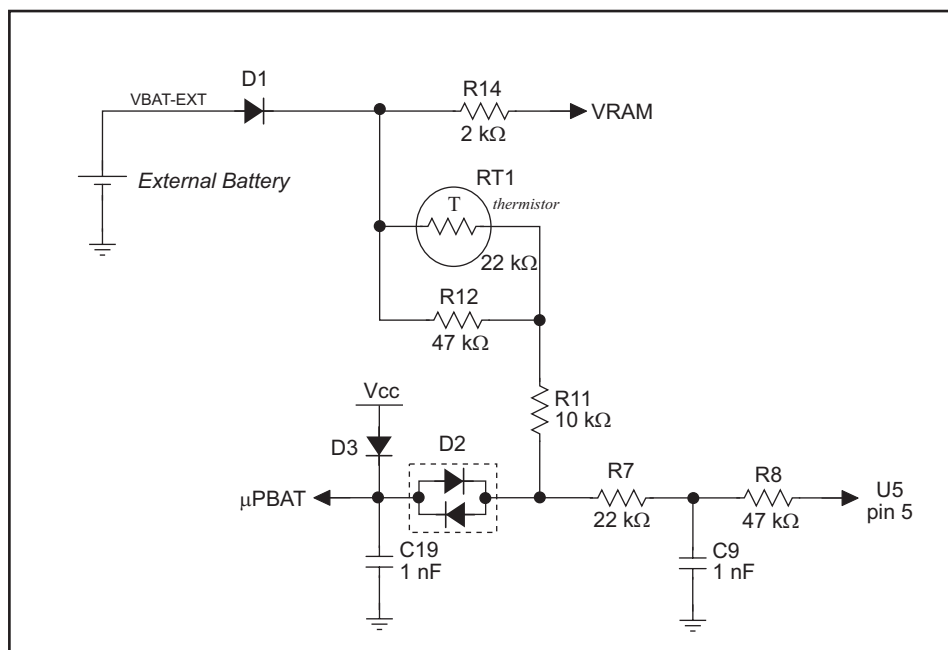 D1
VBAT-EXT
R14
2 kΩ
VRAM
External Battery
RT1
T
thermistor
22 kΩ
R12
47 kΩ
R11
10 kΩ
Vcc
D3
D2
μPBAT
R7
22 kΩ
R8
47 kΩ
U5
pin 5
C19
1 nF
C9
1 nF